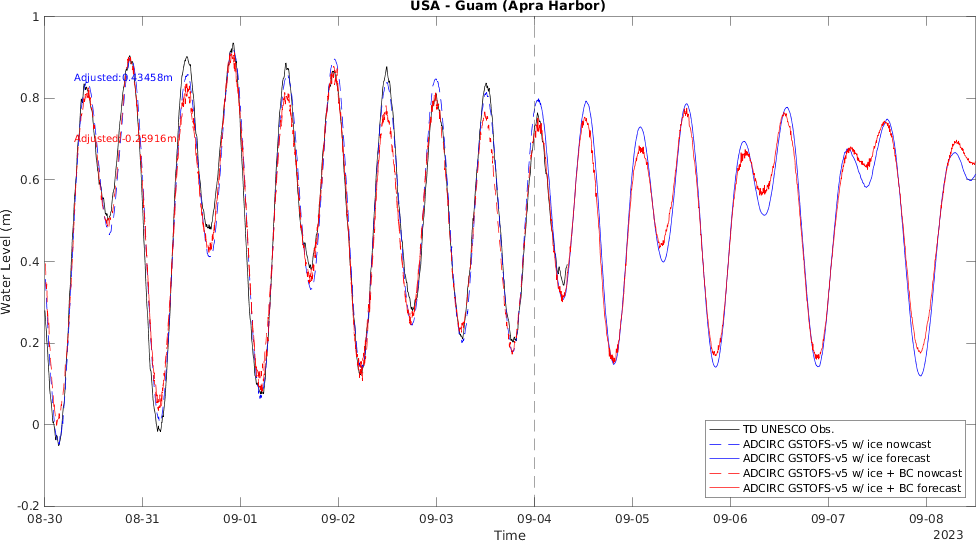 USA - Guam (Apra Harbor)
1
0.8
0.6
0.4
0.2
0
-0.2
Water Level (m)
Adjusted:0.43458m
Adjusted:-0.25916m
TD UNESCO Obs.
ADCIRC GSTOFS-v5 w/ ice nowcast
ADCIRC GSTOFS-v5 w/ ice forecast
ADCIRC GSTOFS-v5 w/ ice + BC nowcast
ADCIRC GSTOFS-v5 w/ ice + BC forecast
08-30 08-31 09-01 09-02 09-03 09-04 09-05 09-06 09-07 09-08
Time
2023